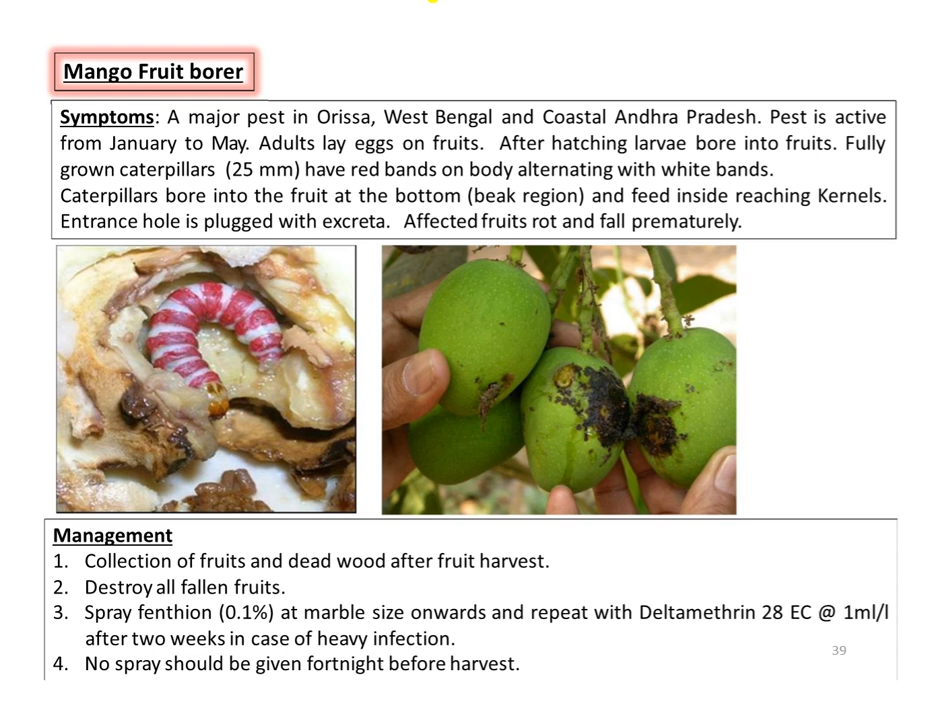 Mango Fruit borer
Symptoms: A major pest in Orissa, West Bengal and Coastal Andhra Pradesh. Pest is active
from January to May. Adults lay eggs on fruits. After hatching larvae bore into fruits. Fully
grown caterpillars (25 mm) have red bands on body alternating with white bands.
Caterpillars bore into the fruit at the bottom (beak region) and feed inside reaching Kernels.
Entrance hole is plugged with excreta. Affected fruits rot and fall prematurely.
Management
1. Collection of fruits and dead wood after fruit harvest.
2. Destroy all fallen fruits.
3. Spray fenthion (0.1%) at marble size onwards and repeat with Deltamethrin 28 EC @ 1ml/l
after two weeks in case of heavy infection.
4. No spray should be given fortnight before harvest.
39